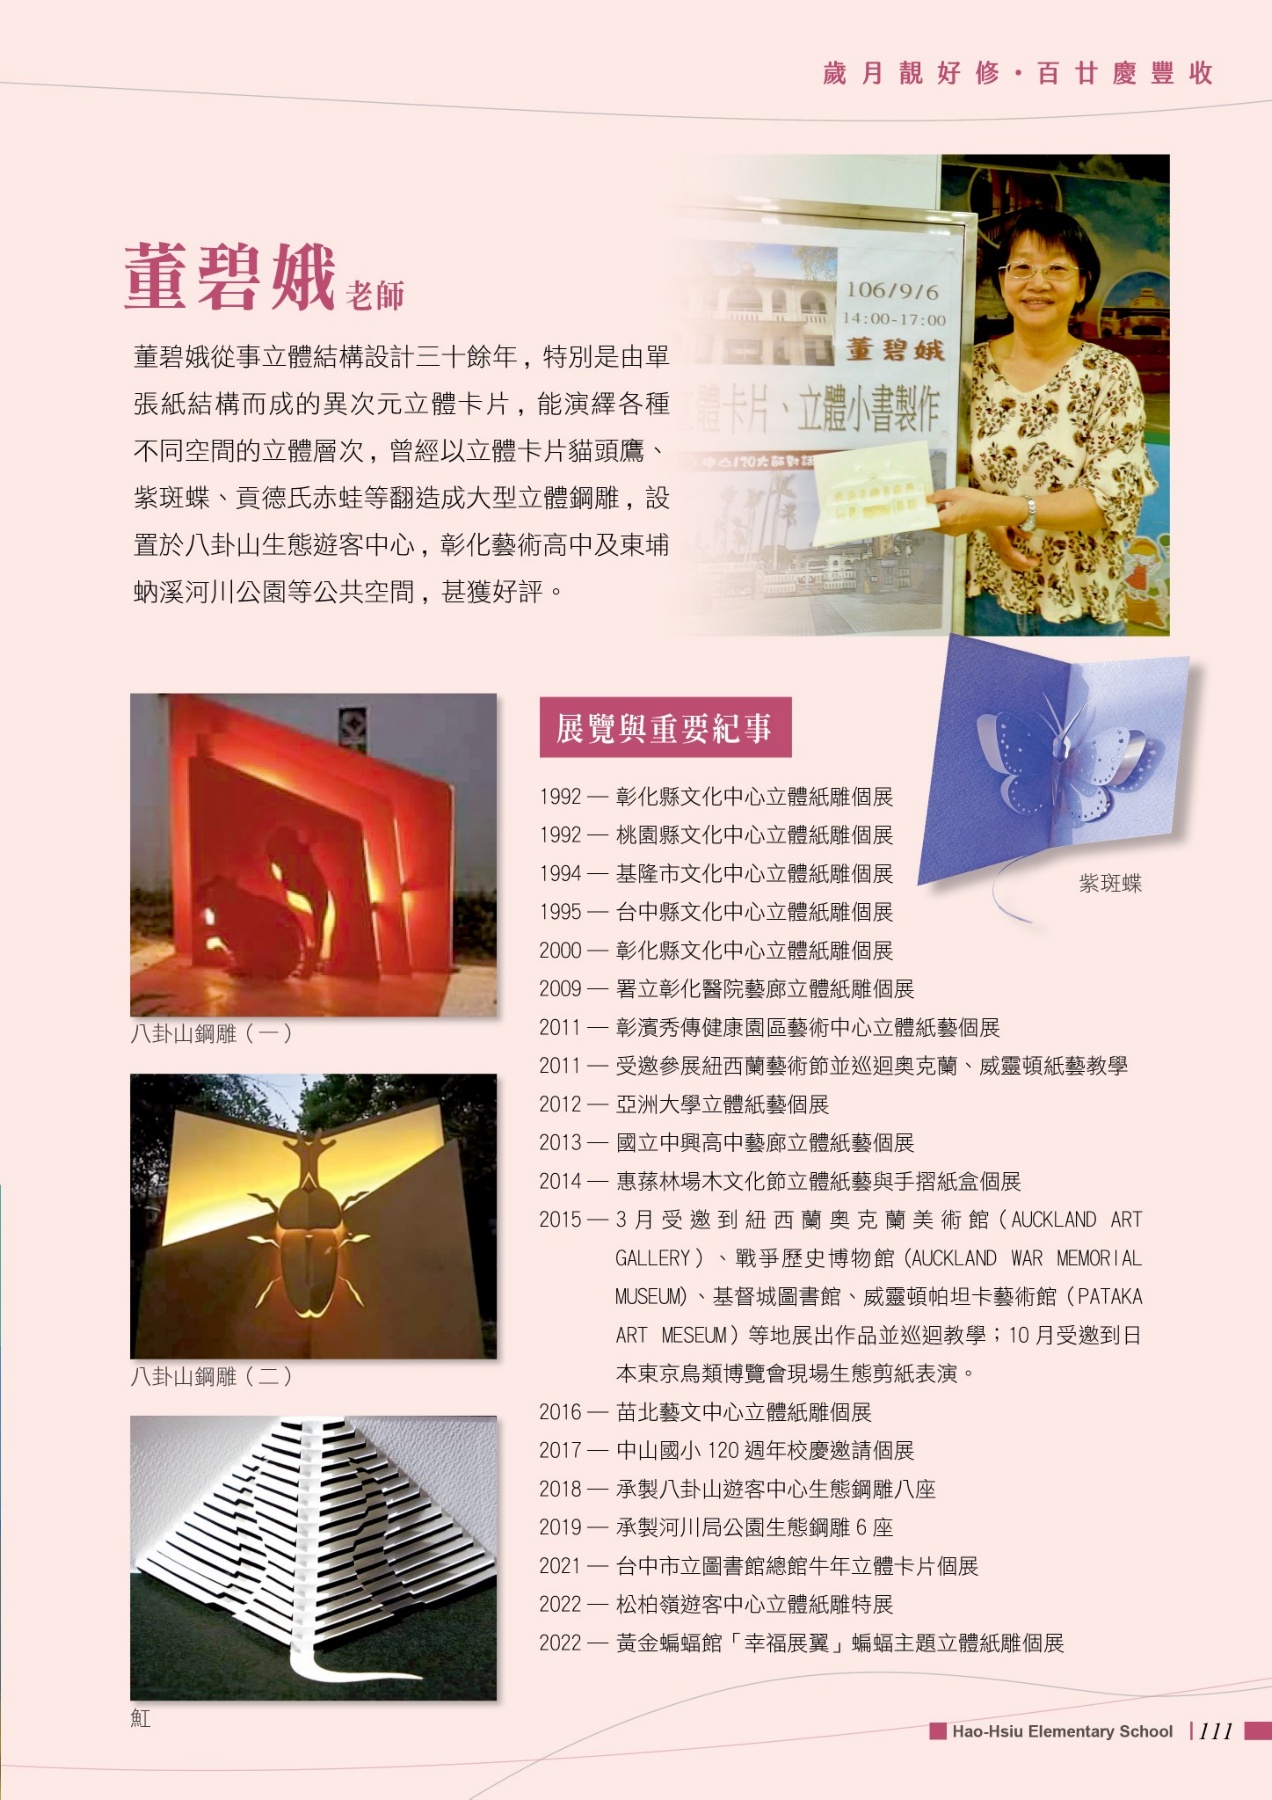 歲月靚好修・百廿慶豐收
106/9/6
14:00-17:00
董碧娥
立體卡片、立體小書製作
董碧娥 老師
董碧娥從事立體結構設計三十餘年，特別是由單
張紙結構而成的異次元立體卡片，能演繹各種
不同空間的立體層次，曾經以立體卡片貓頭鷹、
紫斑蝶、貢德氏赤蛙等翻造成大型立體鋼雕，設
置於八卦山生態遊客中心，彰化藝術高中及東埔
蚋溪河川公園等公共空間，甚獲好評。
八卦山鋼雕（一）
八卦山鋼雕（二）
魟
展覽與重要紀事
紫斑蝶
1992 — 彰化縣文化中心立體紙雕個展
1992 — 桃園縣文化中心立體紙雕個展
1994 — 基隆市文化中心立體紙雕個展
1995 — 台中縣文化中心立體紙雕個展
2000 — 彰化縣文化中心立體紙雕個展
2009 — 署立彰化醫院藝廊立體紙雕個展
2011 — 彰濱秀傳健康園區藝術中心立體紙藝個展
2011 — 受邀參展紐西蘭藝術節並巡迴奧克蘭、威靈頓紙藝教學
2012 — 亞洲大學立體紙藝個展
2013 — 國立中興高中藝廊立體紙藝個展
2014 — 惠蓀林場木文化節立體紙藝與手摺紙盒個展
2015 — 3 月受邀到紐西蘭奧克蘭美術館（AUCKLAND ART
GALLERY）、戰爭歷史博物館（AUCKLAND WAR MEMORIAL
MUSEUM）、基督城圖書館、威靈頓帕坦卡藝術館（PATAKA
ART MESEUM）等地展出作品並巡迴教學；10 月受邀到日
本東京鳥類博覽會現場生態剪紙表演。
2016 — 苗北藝文中心立體紙雕個展
2017 — 中山國小 120 週年校慶邀請個展
2018 — 承製八卦山遊客中心生態鋼雕八座
2019 — 承製河川局公園生態鋼雕 6 座
2021 — 台中市立圖書館總館牛年立體卡片個展
2022 — 松柏嶺遊客中心立體紙雕特展
2022 — 黃金蝙蝠館「幸福展翼」蝙蝠主題立體紙雕個展
Hao-Hsiu Elementary School
111